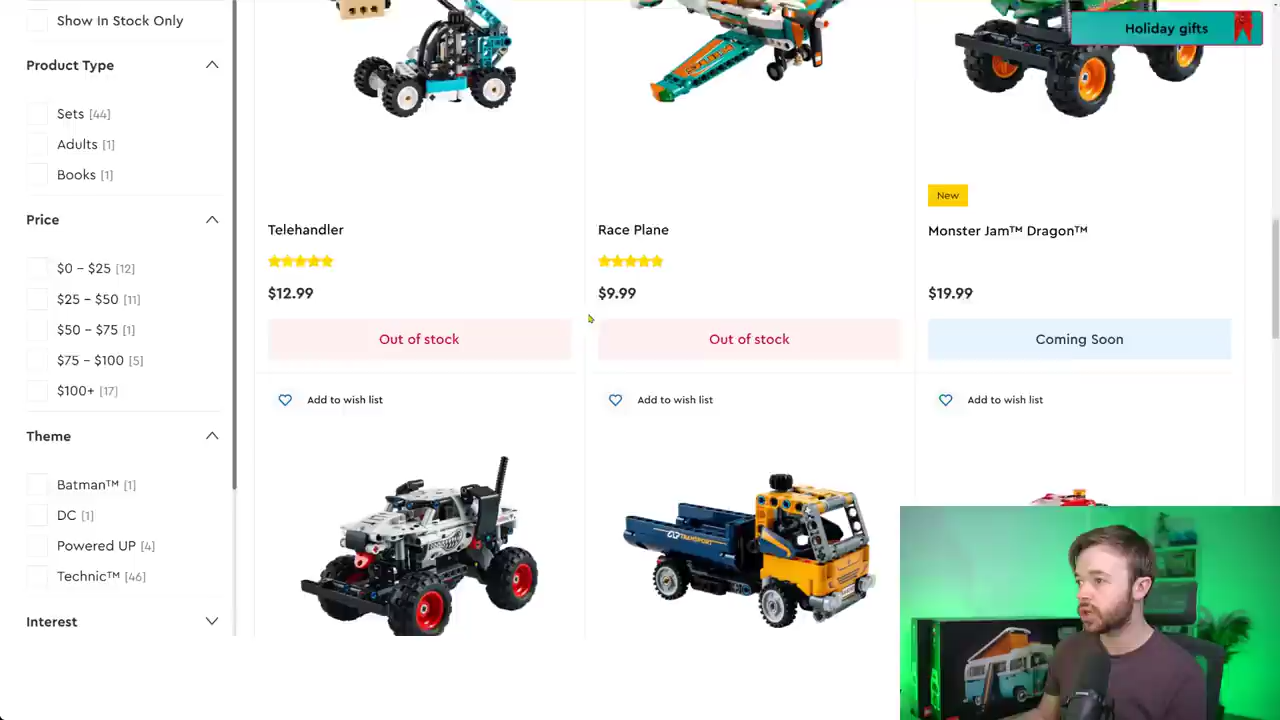 Show In Stock Only
Holiday gifts
Product Type
Sets [44]
Adults [1]
Books [1]
Price
$0 – $25 [12]
$25 – $50 [11]
$50 – $75 [1]
$75 – $100 [5]
$100+ [17]
Theme
Batman™ [1]
DC [1]
Powered UP [4]
Technic™ [46]
Interest
Telehandler
$12.99
Out of stock
Add to wish list
Race Plane
$9.99
Out of stock
Add to wish list
New
Monster Jam™ Dragon™
$19.99
Coming Soon
Add to wish list
TRANSPORT